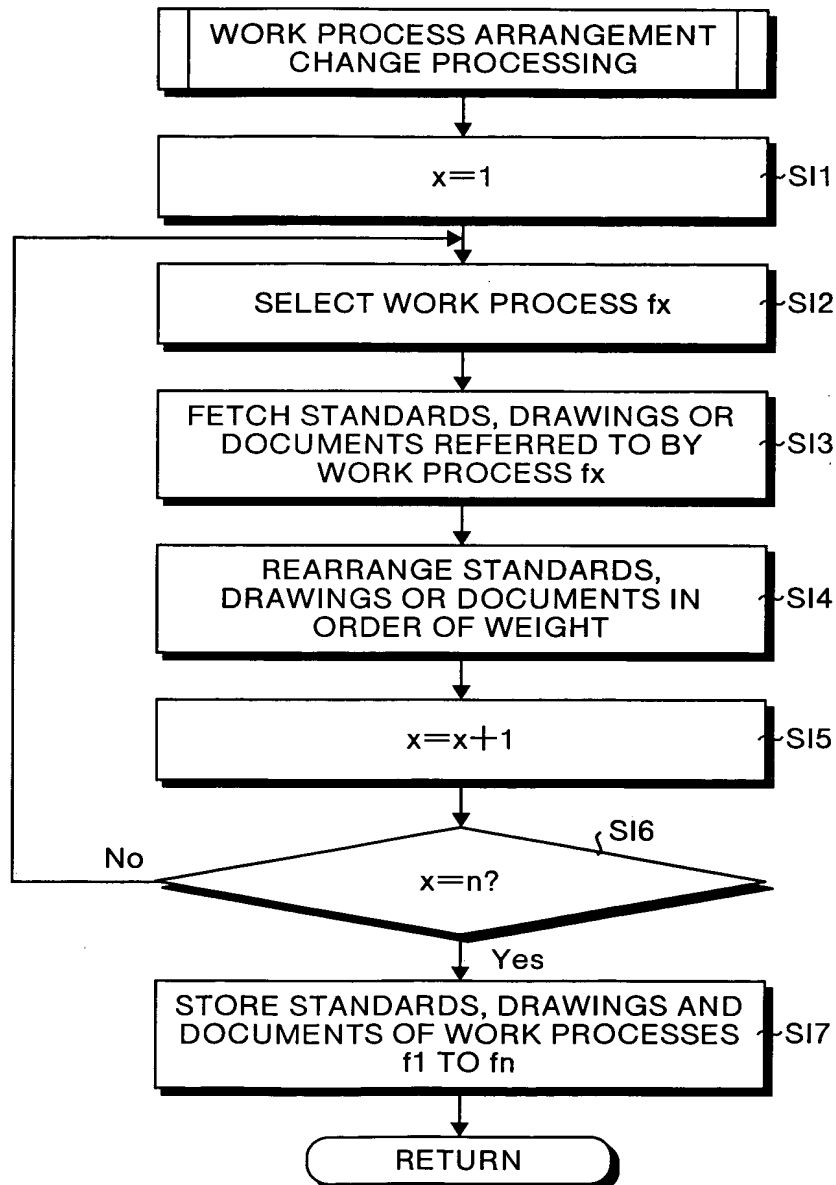 WORK PROCESS ARRANGEMENT
CHANGE PROCESSING
x=1
SI1
SELECT WORK PROCESS fx
SI2
FETCH STANDARDS, DRAWINGS OR
DOCUMENTS REFERRED TO BY
WORK PROCESS fx
SI3
REARRANGE STANDARDS,
DRAWINGS OR DOCUMENTS IN
ORDER OF WEIGHT
SI4
x=x+1
SI5
SI6
No
x=n?
Yes
STORE STANDARDS, DRAWINGS AND
DOCUMENTS OF WORK PROCESSES
f1 TO fn
SI7
RETURN